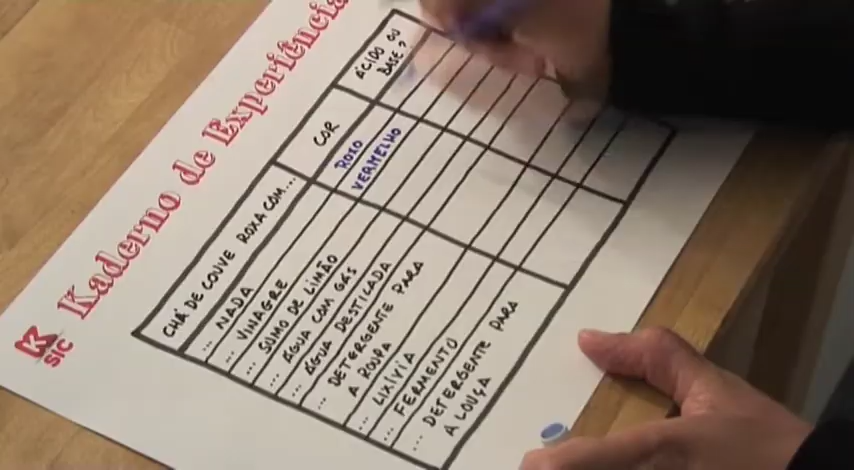 Kaderno de Experiência
K
SIC
CHÁ DE COUVE ROXA COM...
COR
ÁCIDO OU
BASE?
... NADA
ROXO
... VINAGRE
VERMELHO
... SUMO DE LIMÃO
... ÁGUA COM GÁS
... ÁGUA DESTILADA
... DETERGENTE PARA
A ROUPA
... LIXÍVIA
... FERMENTO
... DETERGENTE PARA
A LOUÇA